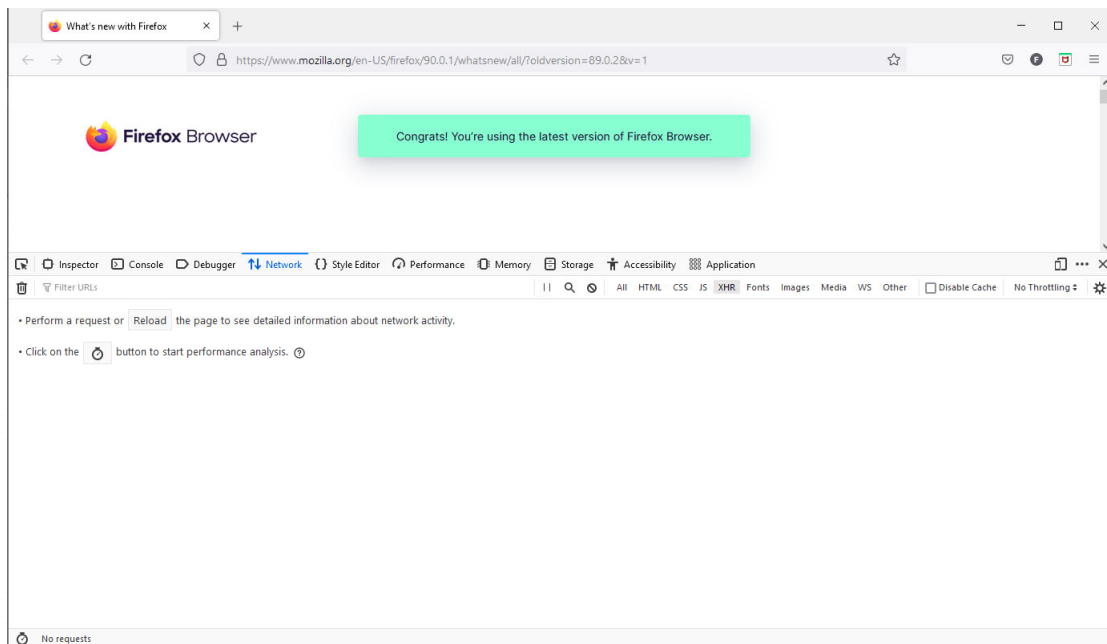 What's new with Firefox
https://www.mozilla.org/en-US/firefox/90.0.1/whatsnew/all/?oldversion=89.0.2&v=1
F
Firefox Browser
Congrats! You're using the latest version of Firefox Browser.
Inspector Console Debugger Network {} Style Editor Performance Memory Storage Accessibility Application
Filter URLs All HTML CSS JS XHR Fonts Images Media WS Other Disable Cache No Throttling
• Perform a request or Reload the page to see detailed information about network activity.
• Click on the button to start performance analysis.
No requests